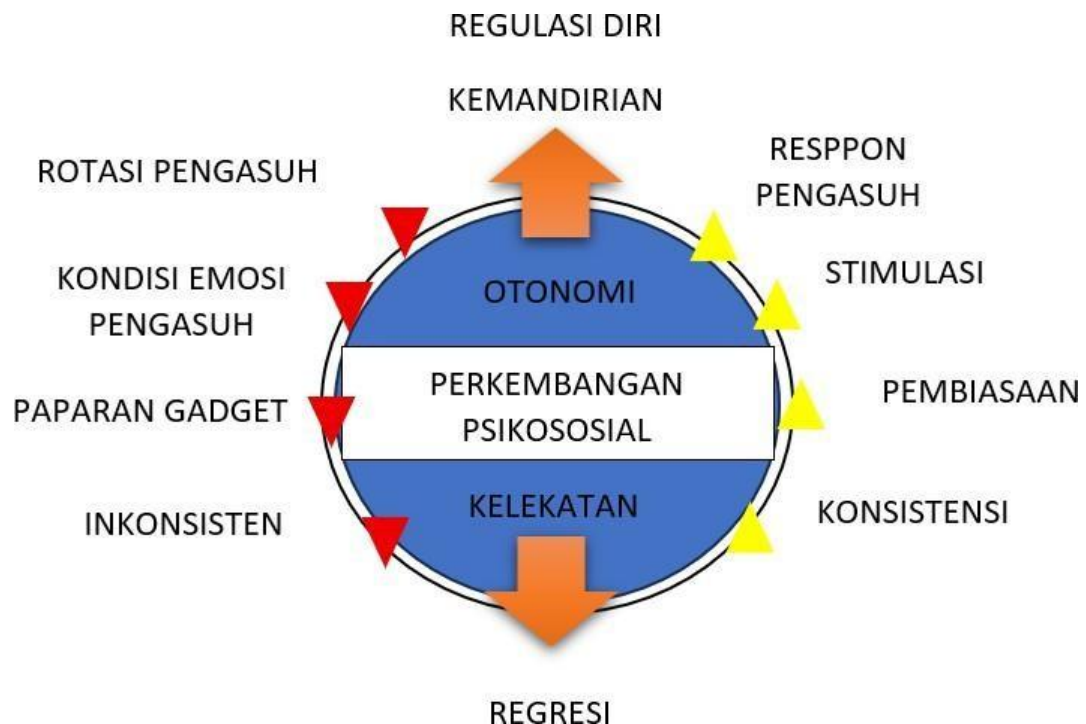 REGULASI DIRI
KEMANDIRIAN
ROTASI PENGASUH
RESPPON
PENGASUH
KONDISI EMOSI
PENGASUH
OTONOMI
STIMULASI
PAPARAN GADGET
PERKEMBANGAN
PSIKOSOSIAL
PEMBIASAAN
INKONSISTEN
KELEKATAN
KONSISTENSI
REGRESI